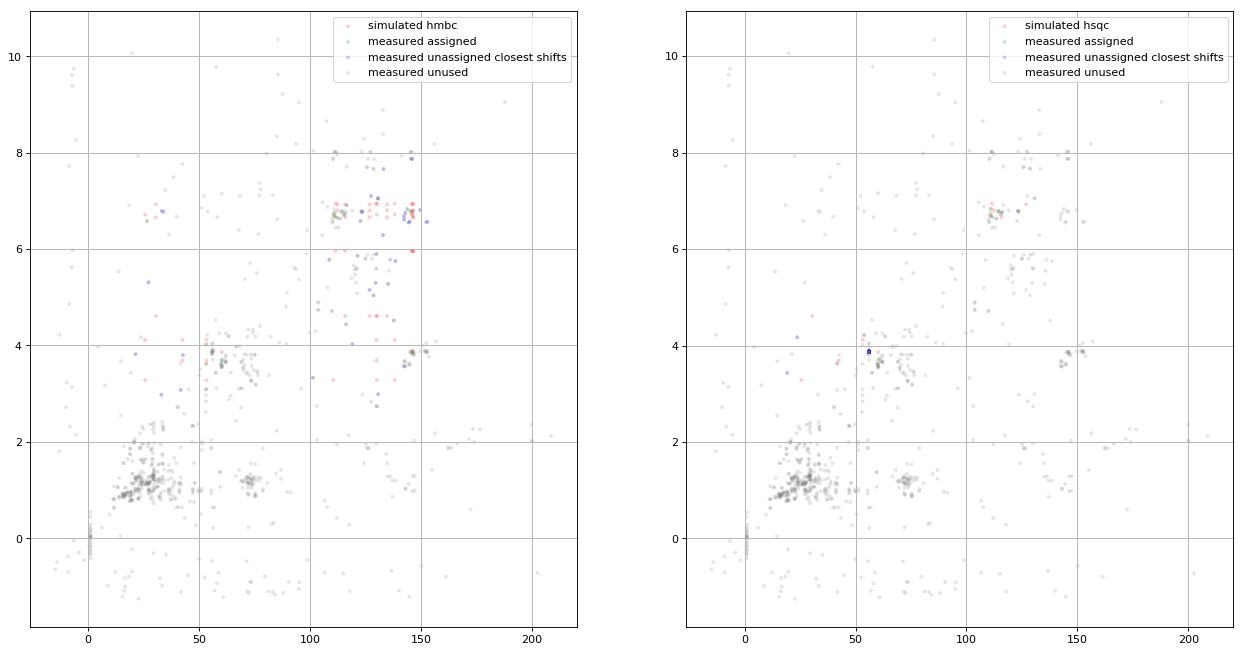 simulated hmbc
measured assigned
measured unassigned closest shifts
measured unused
10
8
6
4
2
0
0
50
100
150
200
simulated hsqc
measured assigned
measured unassigned closest shifts
measured unused
10
8
6
4
2
0
0
50
100
150
200